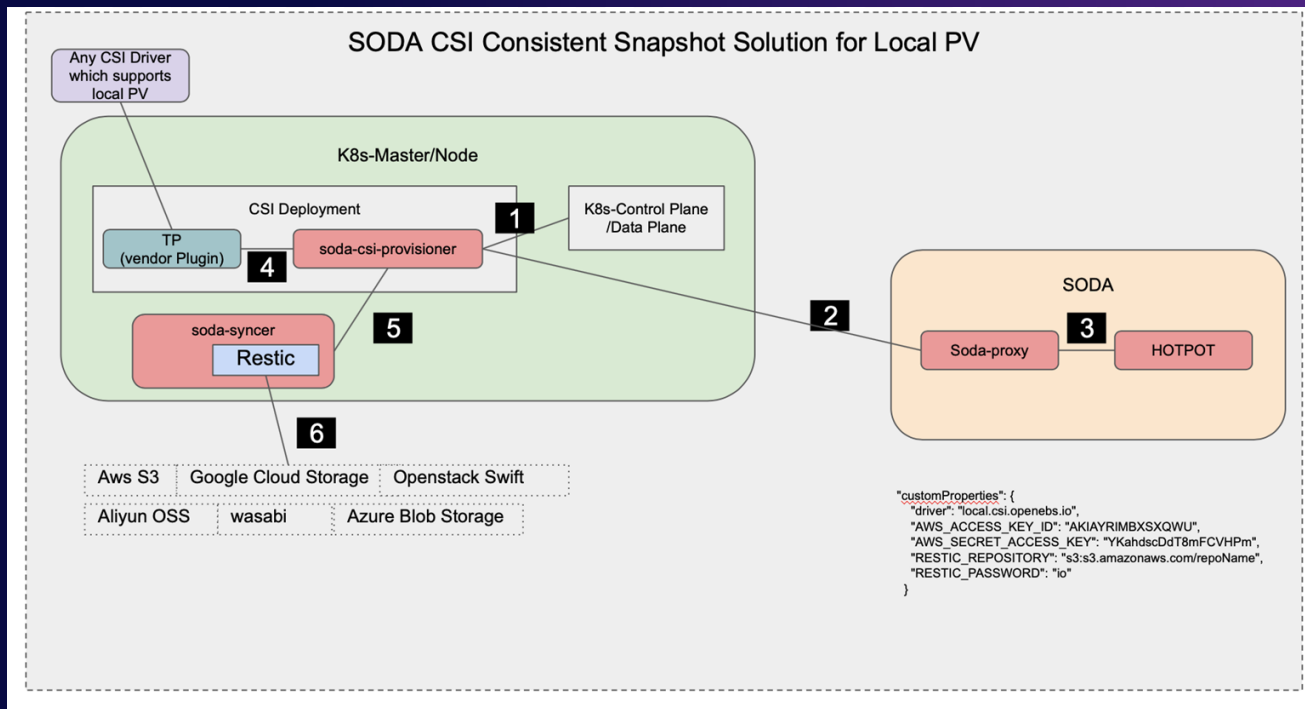 SODA CSI Consistent Snapshot Solution for Local PV
Any CSI Driver
which supports
local PV
K8s-Master/Node
CSI Deployment
TP
(vendor Plugin)
4
soda-csi-provisioner
1
K8s-Control Plane
/Data Plane
2
SODA
Soda-proxy
3
HOTPOT
5
soda-syncer
Restic
6
Aws S3
Google Cloud Storage
Openstack Swift
Aliyun OSS
wasabi
Azure Blob Storage
"customProperties": {
"driver": "local.csi.openebs.io",
"AWS_ACCESS_KEY_ID": "AKIAYRIMBXSXQWU",
"AWS_SECRET_ACCESS_KEY": "YKahdscDdT8mFCVHPm",
"RESTIC_REPOSITORY": "s3:s3.amazonaws.com/repoName",
"RESTIC_PASSWORD": "io"
}